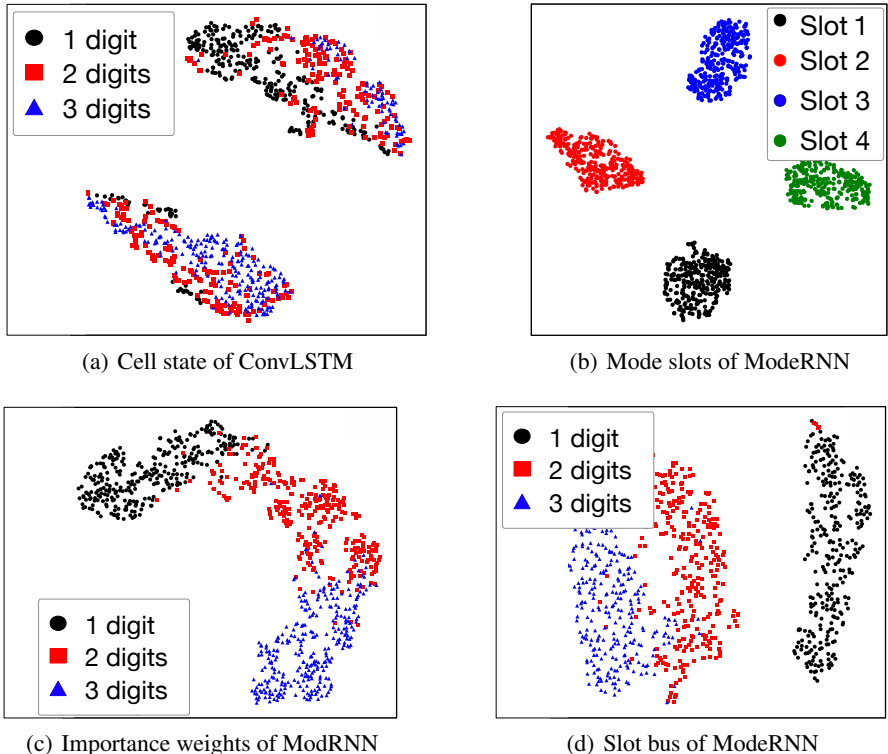 1 digit
2 digits
3 digits
(a) Cell state of ConvLSTM
Slot 1
Slot 2
Slot 3
Slot 4
(b) Mode slots of ModeRNN
1 digit
2 digits
3 digits
(c) Importance weights of ModRNN
1 digit
2 digits
3 digits
(d) Slot bus of ModeRNN